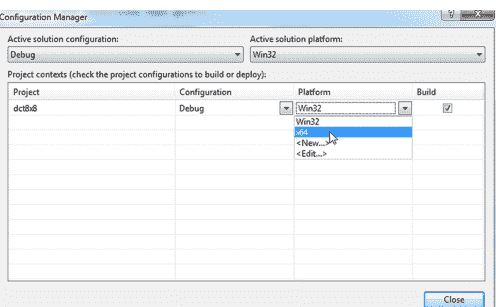 Configuration Manager
Active solution configuration: Active solution platform:
Debug Win32
Project contexts (check the project configurations to build or deploy):
Project Configuration Platform Build
dct8x8 Debug Win32
Win32
x64
<New...>
<Edit...>
Close